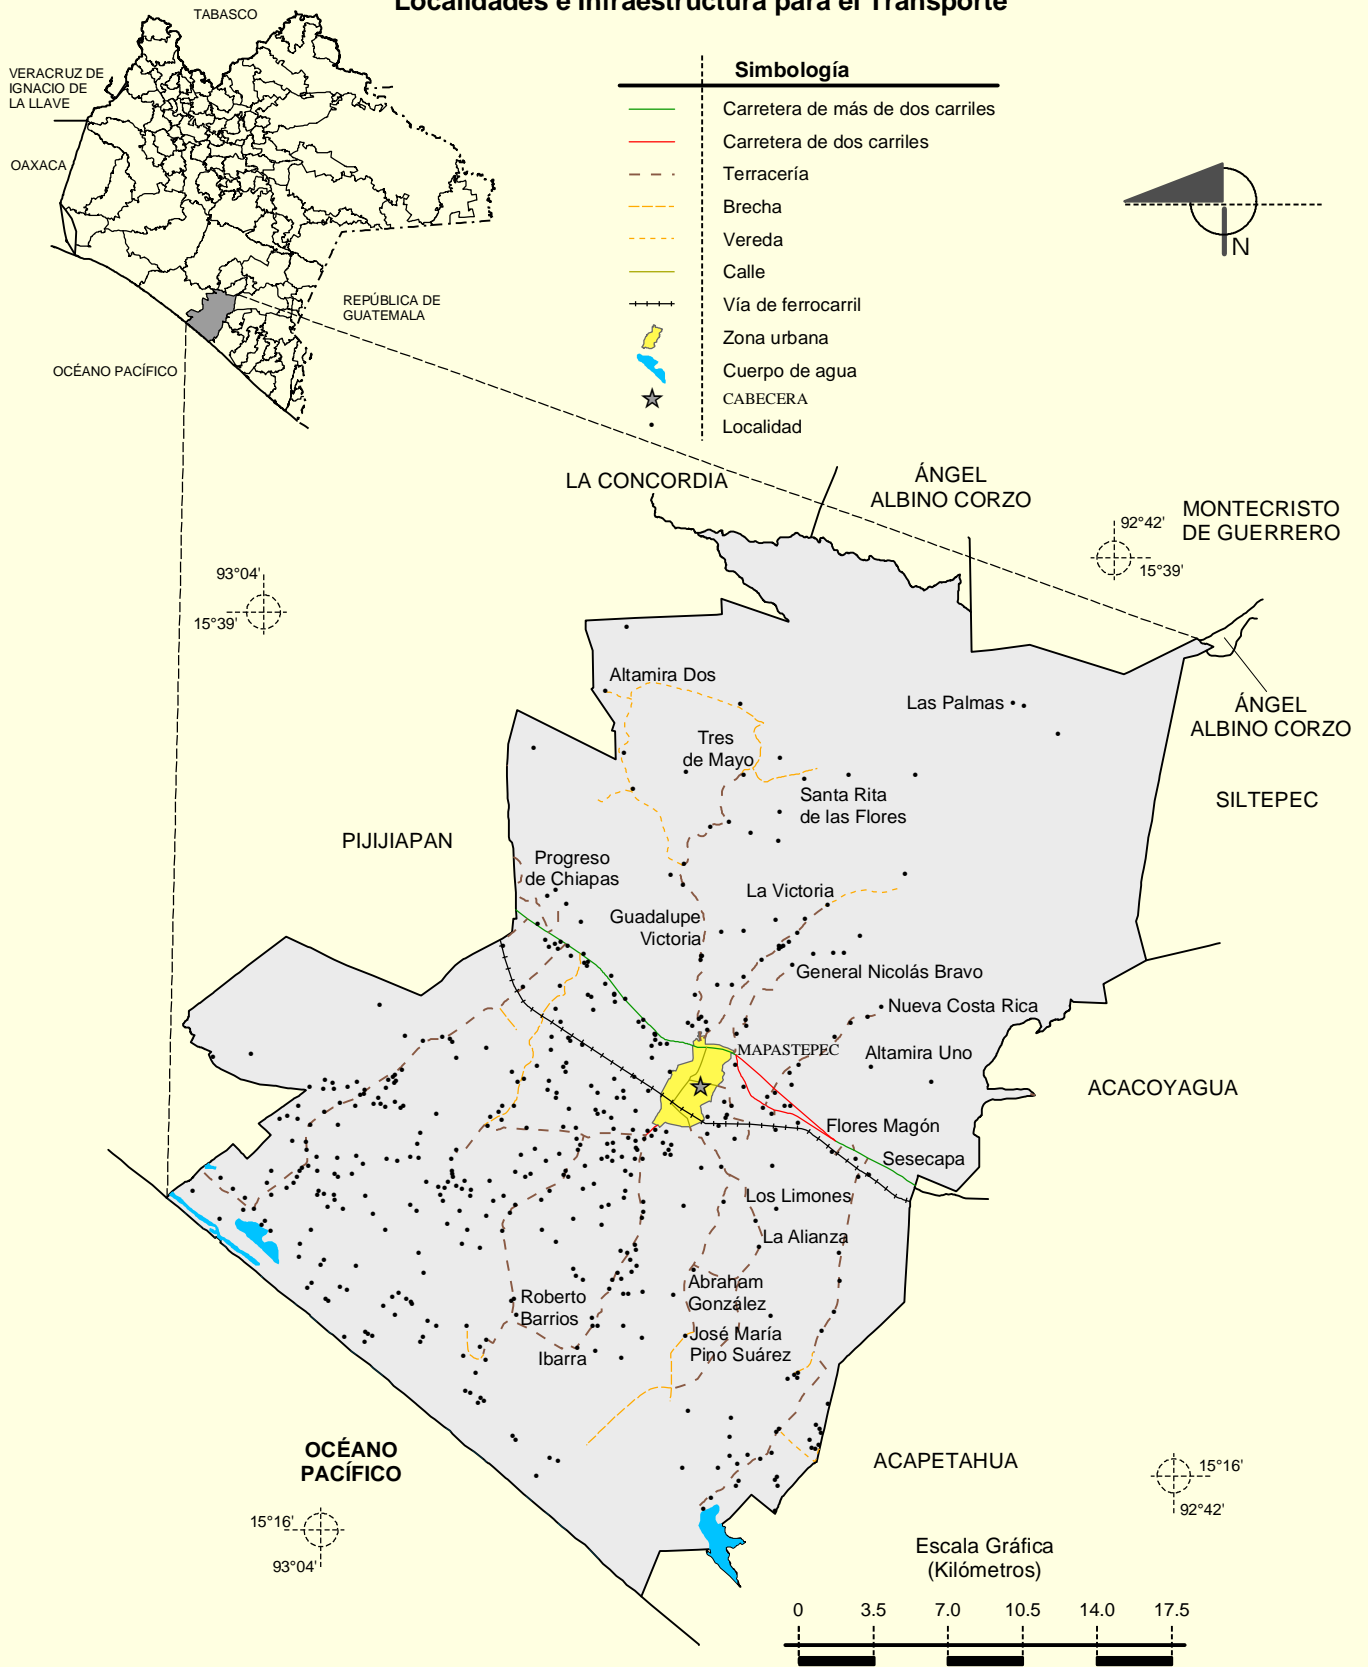 Localidades e Infraestructura para el Transporte
TABASCO
VERACRUZ DE
IGNACIO DE
LA LLAVE
OAXACA
REPÚBLICA DE
GUATEMALA
OCÉANO PACÍFICO
Simbología
Carretera de más de dos carriles
Carretera de dos carriles
Terracería
Brecha
Vereda
Calle
Vía de ferrocarril
Zona urbana
Cuerpo de agua
CABECERA
Localidad
N
LA CONCORDIA
ÁNGEL
ALBINO CORZO
MONTECRISTO
DE GUERRERO
92°42'
15°39'
93°04'
15°39'
ÁNGEL
ALBINO CORZO
SILTEPEC
PIJIJIAPAN
Altamira Dos
Las Palmas
Tres
de Mayo
Santa Rita
de las Flores
Progreso
de Chiapas
La Victoria
Guadalupe
Victoria
General Nicolás Bravo
Nueva Costa Rica
MAPASTEPEC
Altamira Uno
ACACOYAGUA
Flores Magón
Sesecapa
Los Limones
La Alianza
Abraham
González
Roberto
Barrios
José María
Pino Suárez
Ibarra
OCÉANO
PACÍFICO
ACAPETAHUA
15°16'
92°42'
15°16'
93°04'
Escala Gráfica
(Kilómetros)
0 3.5 7.0 10.5 14.0 17.5